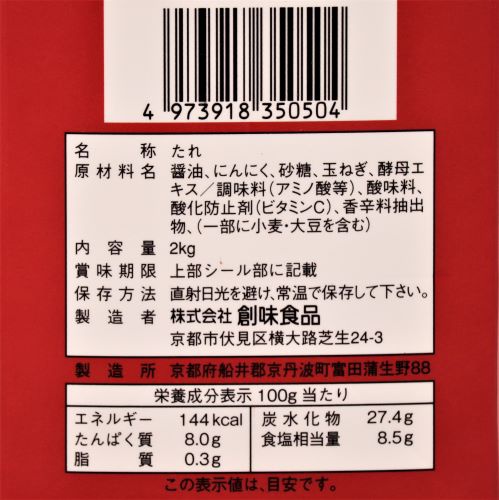 4 973918 350504
名称 たれ
原材料名 醤油、にんにく、砂糖、玉ねぎ、酵母エ
キス／調味料(アミノ酸等)、酸味料、
酸化防止剤(ビタミンC)、香辛料抽出
物、(一部に小麦・大豆を含む)
内容量 2kg
賞味期限 上部シール部に記載
保存方法 直射日光を避け、常温で保存して下さい。
製造者 株式会社 創味食品
京都市伏見区横大路芝生24-3
製造所 京都府船井郡京丹波町富田蒲生野88
栄養成分表示 100g当たり
エネルギー 144kcal 炭水化物 27.4g
たんぱく質 8.0g 食塩相当量 8.5g
脂質 0.3g
この表示値は、目安です。